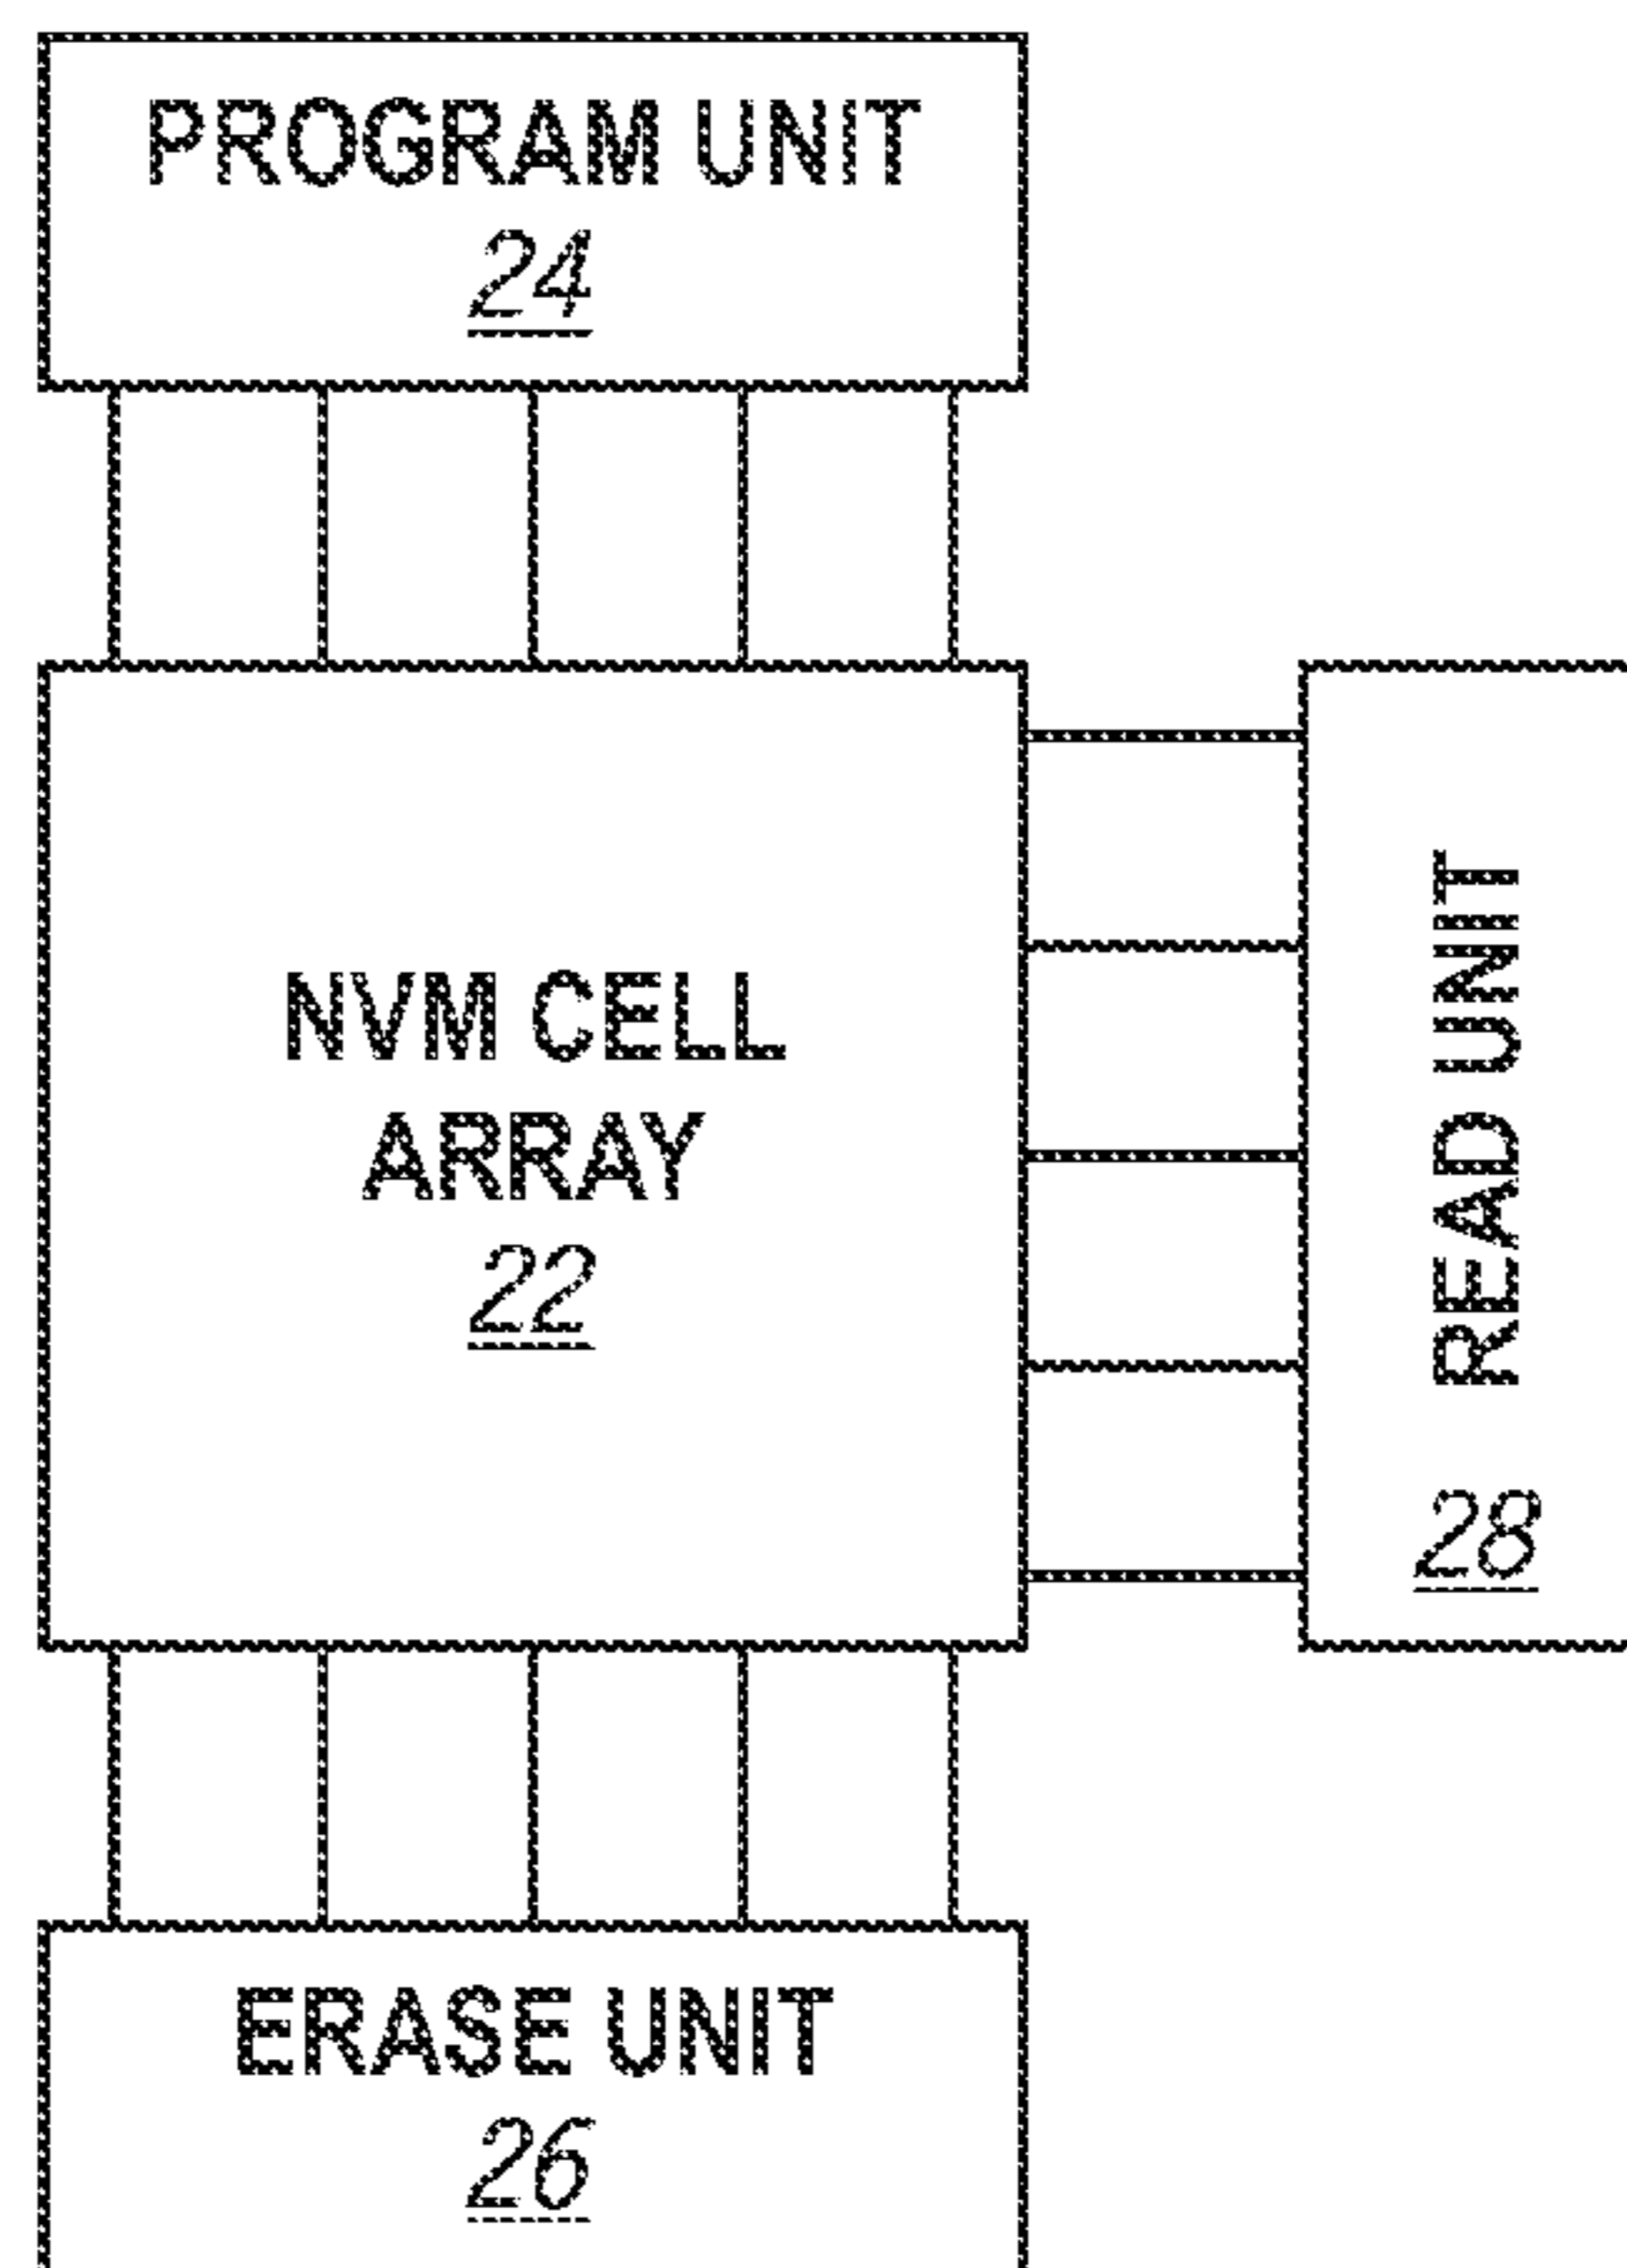 PROGRAM UNIT
24
NVM CELL
ARRAY
22
READ UNIT
28
ERASE UNIT
26